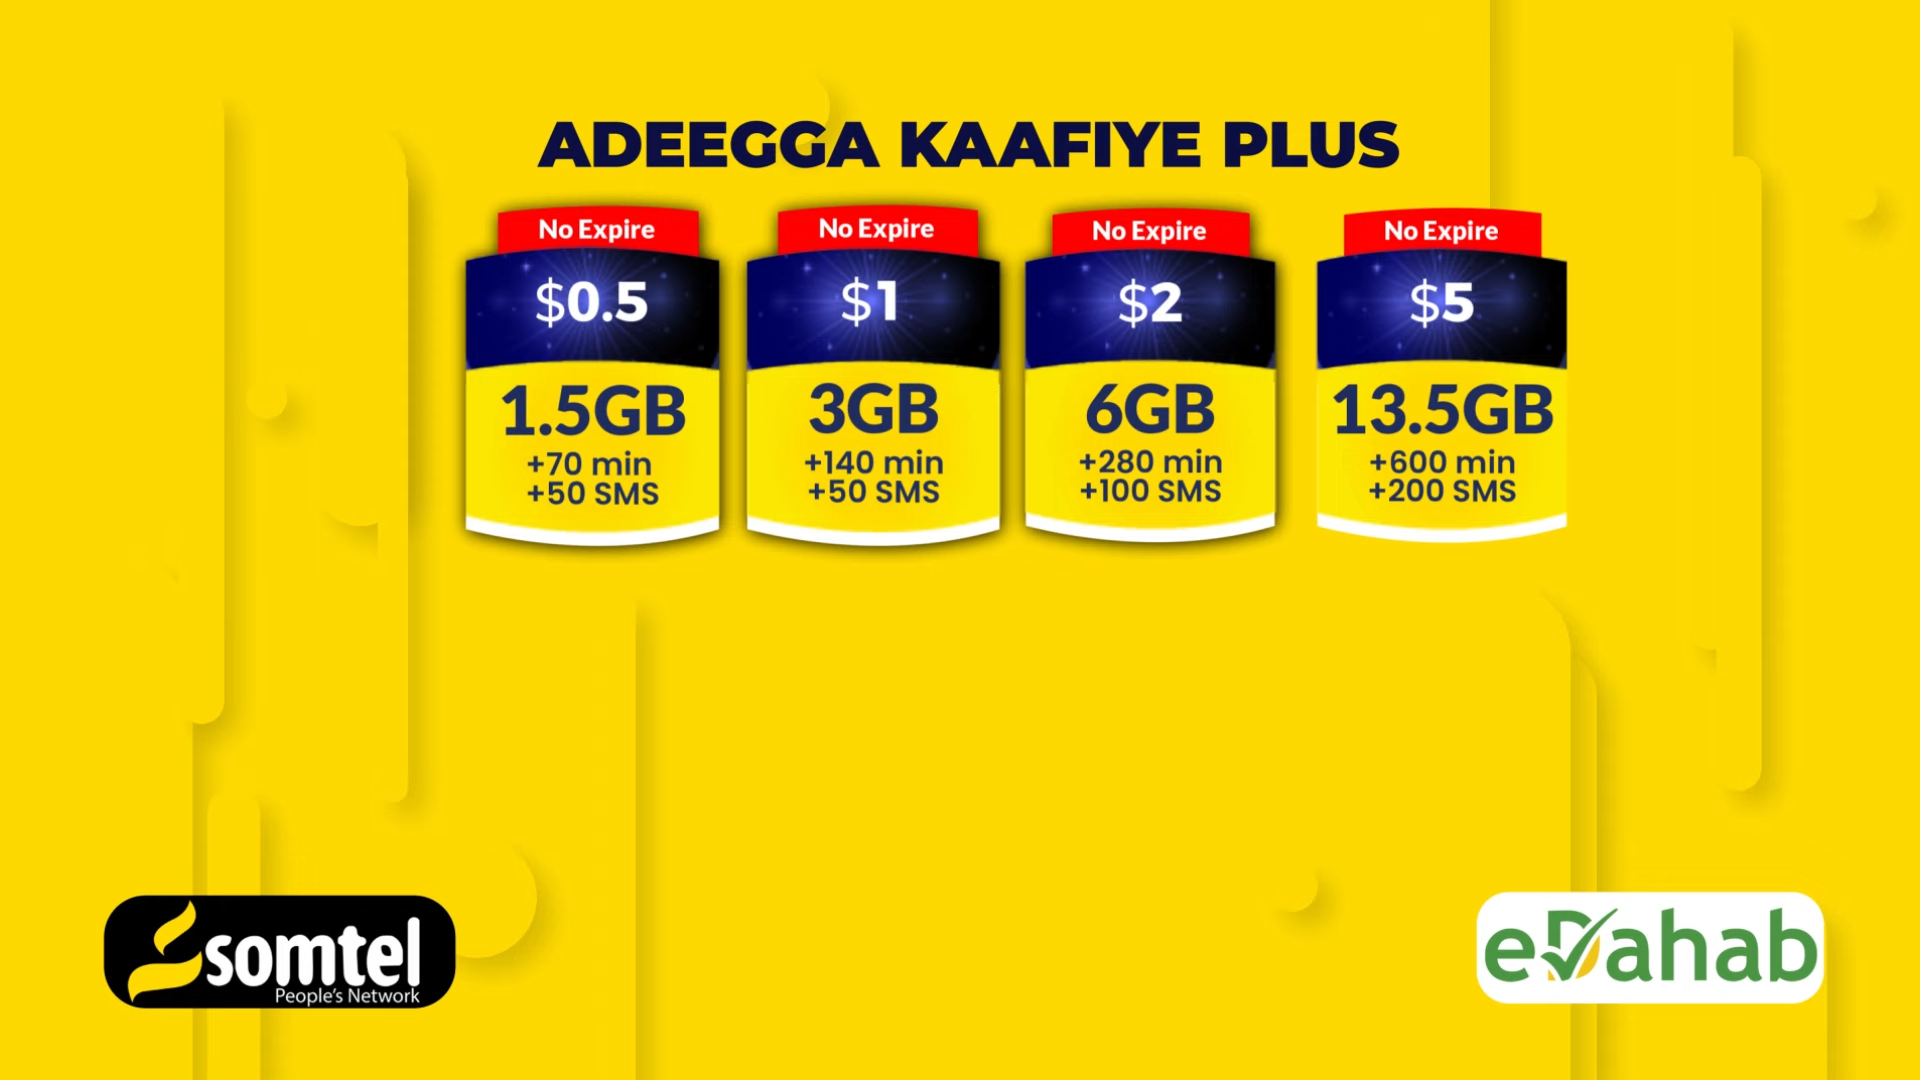 ADEEGGA KAAFIYE PLUS
No Expire
$0.5
1.5GB
+70 min
+50 SMS
No Expire
$1
3GB
+140 min
+50 SMS
No Expire
$2
6GB
+280 min
+100 SMS
No Expire
$5
13.5GB
+600 min
+200 SMS
somtel
People's Network
eDahab